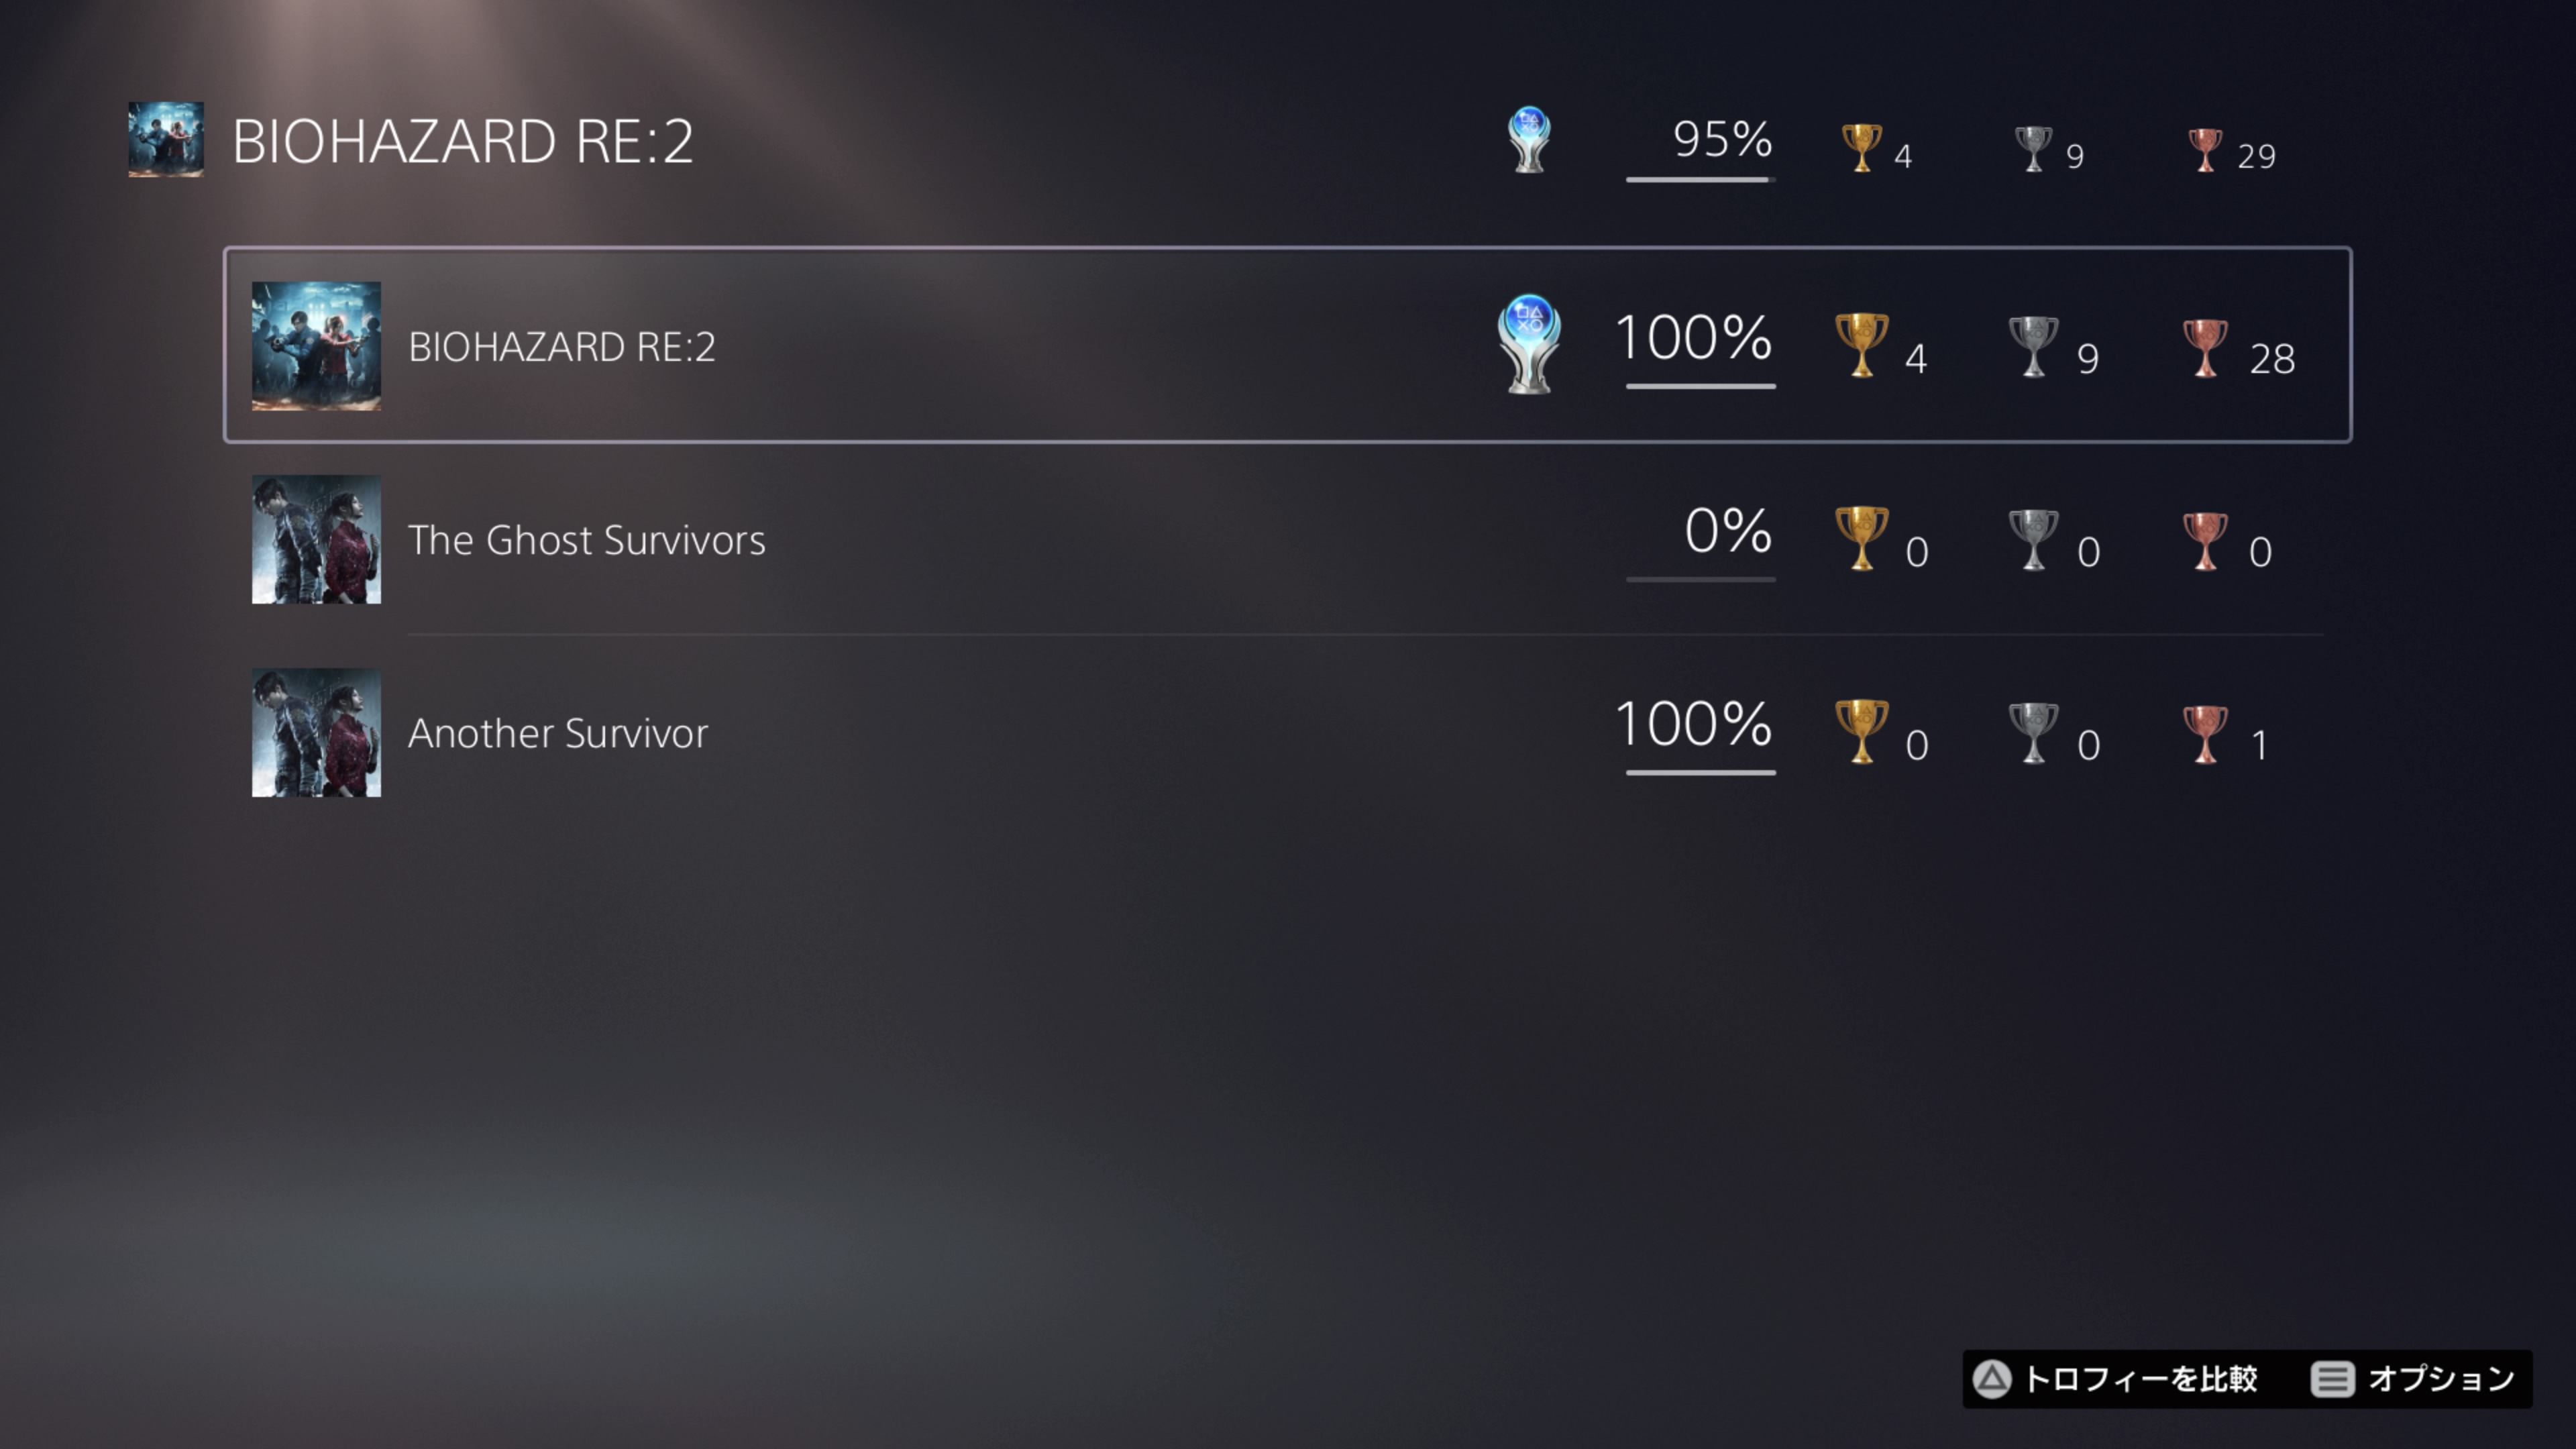 BIOHAZARD RE:2 95% 4 9 29
BIOHAZARD RE:2 100% 4 9 28
The Ghost Survivors 0% 0 0 0
Another Survivor 100% 0 0 1
トロフィーを比較 オプション